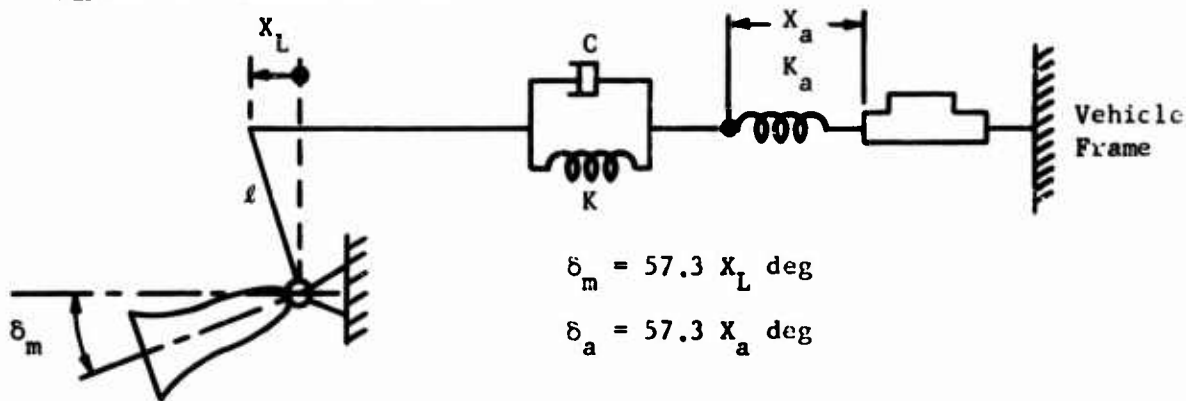 X_L
C
X_a
K_a
Vehicle
Frame
ℓ
K
δ_m = 57.3 X_L deg
δ_m
δ_a = 57.3 X_a deg